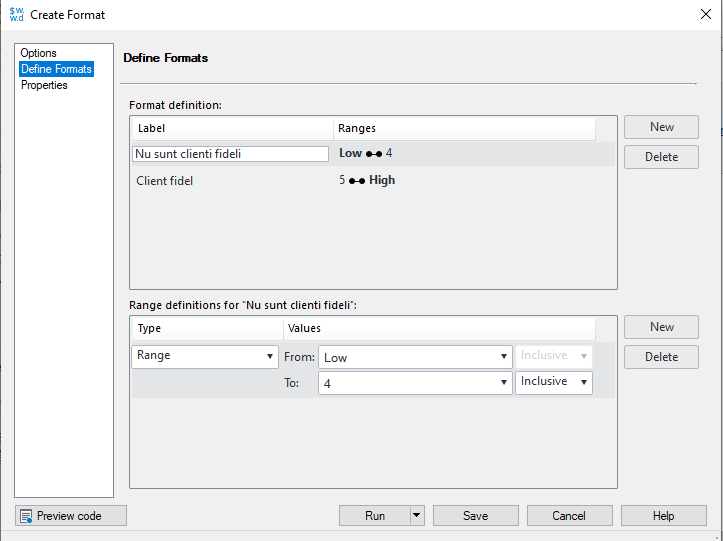 $w.
w.d
Create Format
Options
Define Formats
Properties
Define Formats
Format definition:
Label Ranges
Nu sunt clienti fideli Low 4
Client fidel 5 High
New
Delete
Range definitions for "Nu sunt clienti fideli":
Type Values
Range From: Low Inclusive
To: 4 Inclusive
New
Delete
Preview code Run Save Cancel Help